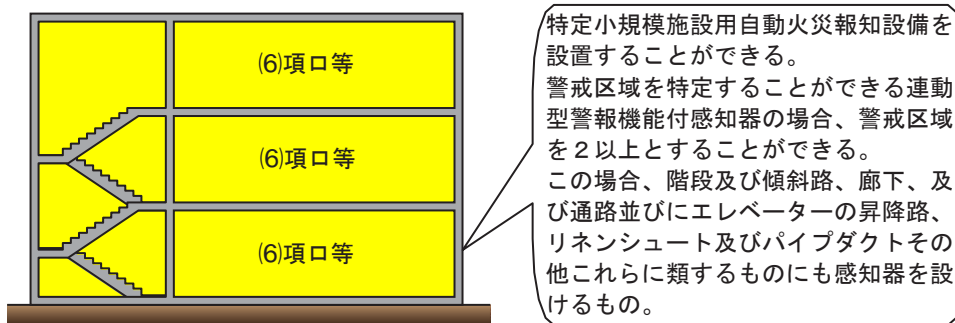 ⑹項ロ等
⑹項ロ等
⑹項ロ等
特定小規模施設用自動火災報知設備を
設置することができる。
警戒区域を特定することができる連動
型警報機能付感知器の場合、警戒区域
を２以上とすることができる。
この場合、階段及び傾斜路、廊下、及
び通路並びにエレベーターの昇降路、
リネンシュート及びパイプダクトその
他これらに類するものにも感知器を設
けるもの。